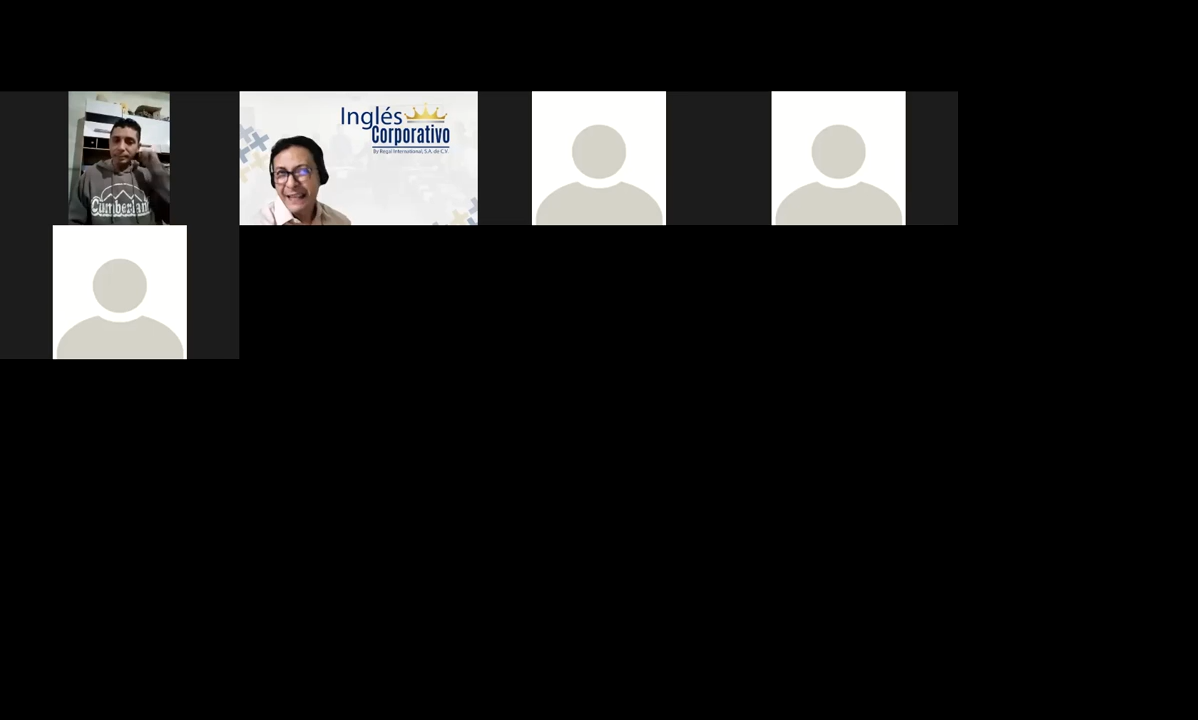 Cumberland
Inglés
Corporativo
By Regal International, S.A. de C.V.